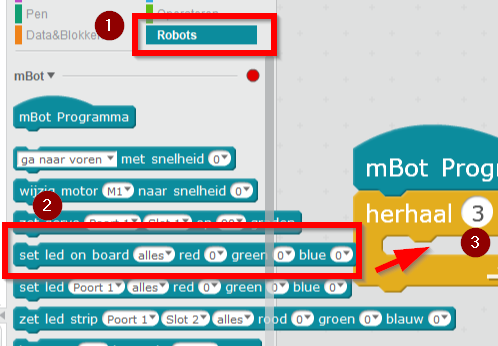 1
Pen
Operatoren
Data&Blokken
Robots
mBot
mBot Programma
ga naar voren met snelheid 0
wijzig motor M1 naar snelheid 0
2
Poort 1 Slot 1 op 90 graden
set led on board alles red 0 green 0 blue 0
set led Poort 1 alles red 0 green 0 blue 0
zet led strip Poort 1 Slot 2 alles rood 0 groen 0 blauw 0
mBot Prog
herhaal 3
3